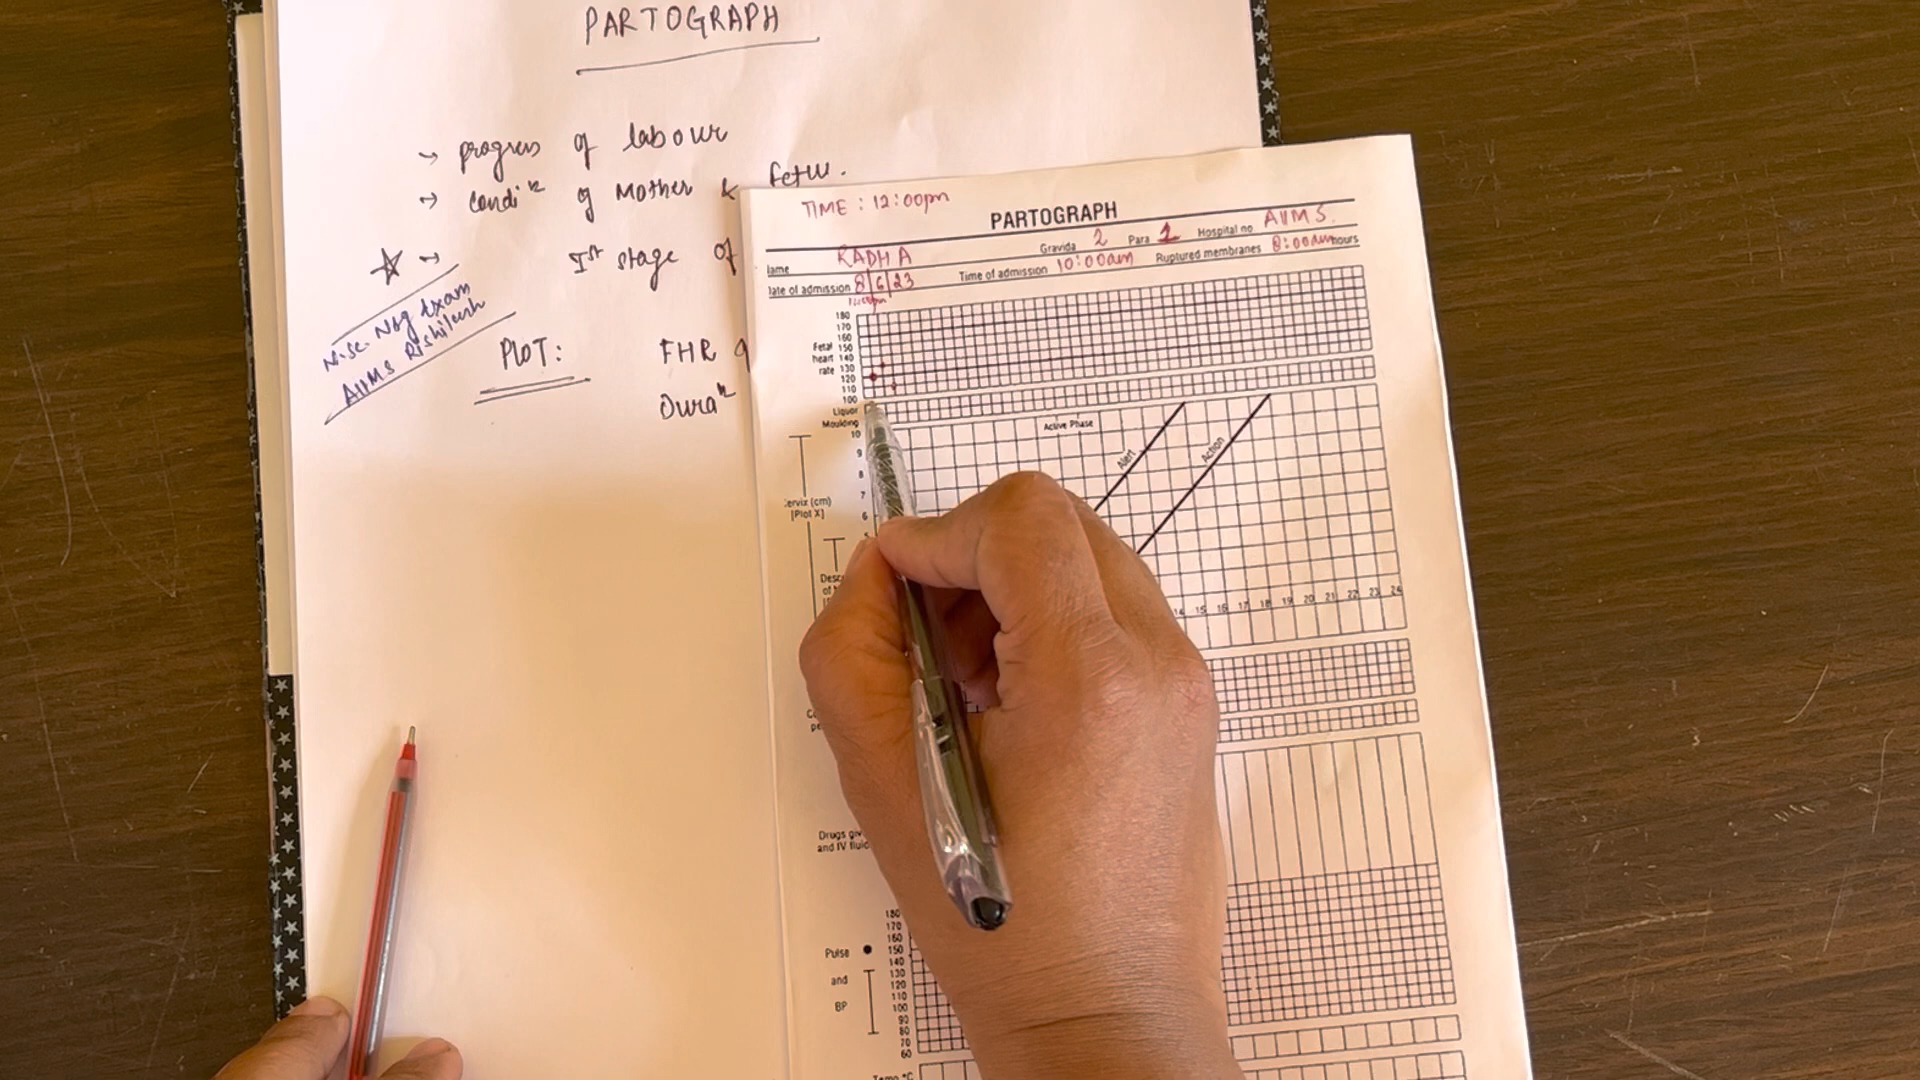 PARTOGRAPH
→ progress of labour
→ condiⁿ of Mother & fetu.
→ Iˢᵗ stage of
M.sc. Nsg Exam
AIIMS Rishikesh
PLOT: FHR
Duraⁿ
TIME: 12:00pm
PARTOGRAPH
Name RADHA Gravida 2 Para 1 Hospital no AIIMS.
Date of admission 8/6/23 Time of admission 10:00am Ruptured membranes 8:00am hours
180
170
160
Fetal 150
heart 140
rate 130
120
110
100
Liquor
Moulding
10
Active Phase
9
Alert
Action
8
7
Cervix (cm)
[Plot X]
6
14 15 16 17 18 19 20 21 22 23 24
Drugs
and IV
180
170
160
Pulse 150
140
130
and 120
110
BP 100
90
80
70
60
Temp °C